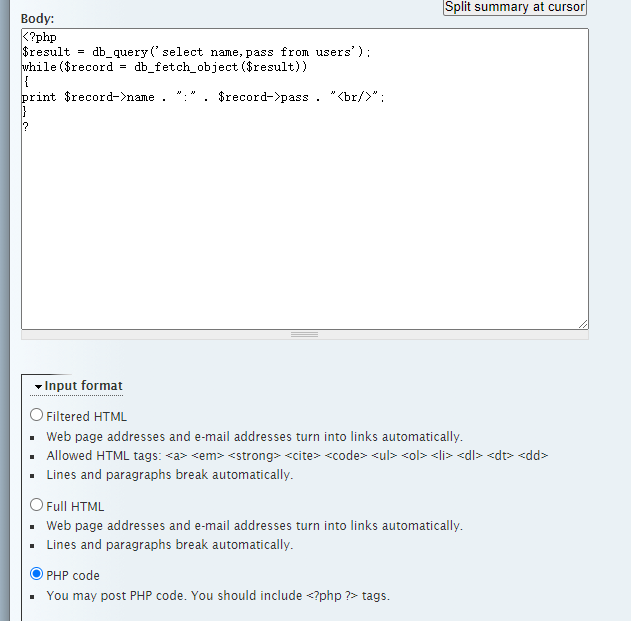 Split summary at cursor
Body:
<?php
$result = db_query('select name,pass from users');
while($record = db_fetch_object($result))
{
print $record->name . ":" . $record->pass . "<br/>";
}
?
Input format
Filtered HTML
Web page addresses and e-mail addresses turn into links automatically.
Allowed HTML tags: <a> <em> <strong> <cite> <code> <ul> <ol> <li> <dl> <dt> <dd>
Lines and paragraphs break automatically.
Full HTML
Web page addresses and e-mail addresses turn into links automatically.
Lines and paragraphs break automatically.
PHP code
You may post PHP code. You should include <?php ?> tags.